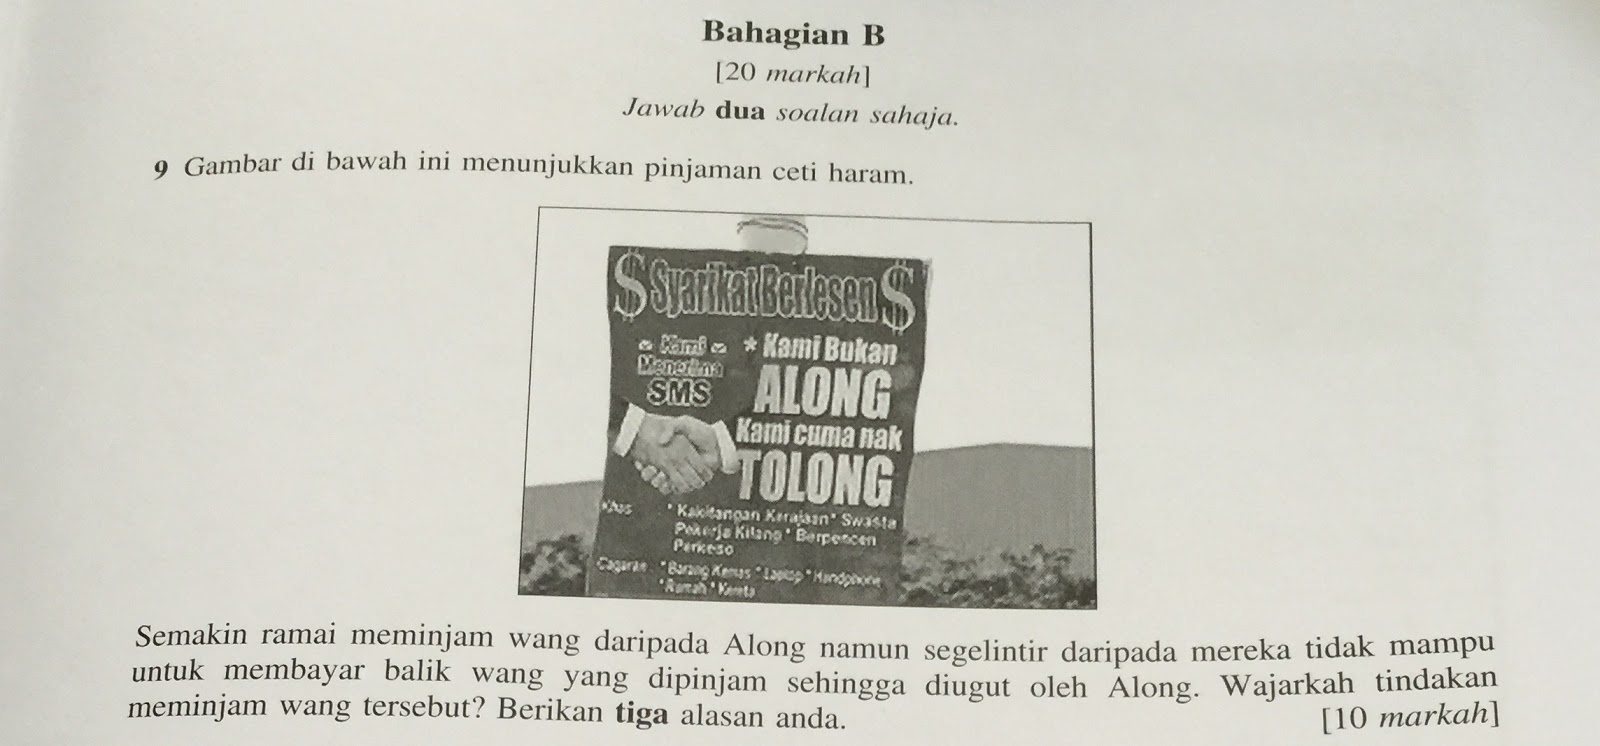 Bahagian B
[20 markah]
Jawab dua soalan sahaja.
9 Gambar di bawah ini menunjukkan pinjaman ceti haram.
$ Syarikat Berlesen $
Kami
Menerima
SMS
* Kami Bukan
ALONG
Kami cuma nak
TOLONG
Khas * Kakitangan Kerajaan * Swasta
Pekerja Kilang * Berpencen
Perkeso
Cagaran * Barang Kemas * Laptop * Handphone
* Rumah * Kereta
Semakin ramai meminjam wang daripada Along namun segelintir daripada mereka tidak mampu
untuk membayar balik wang yang dipinjam sehingga diugut oleh Along. Wajarkah tindakan
meminjam wang tersebut? Berikan tiga alasan anda. [10 markah]